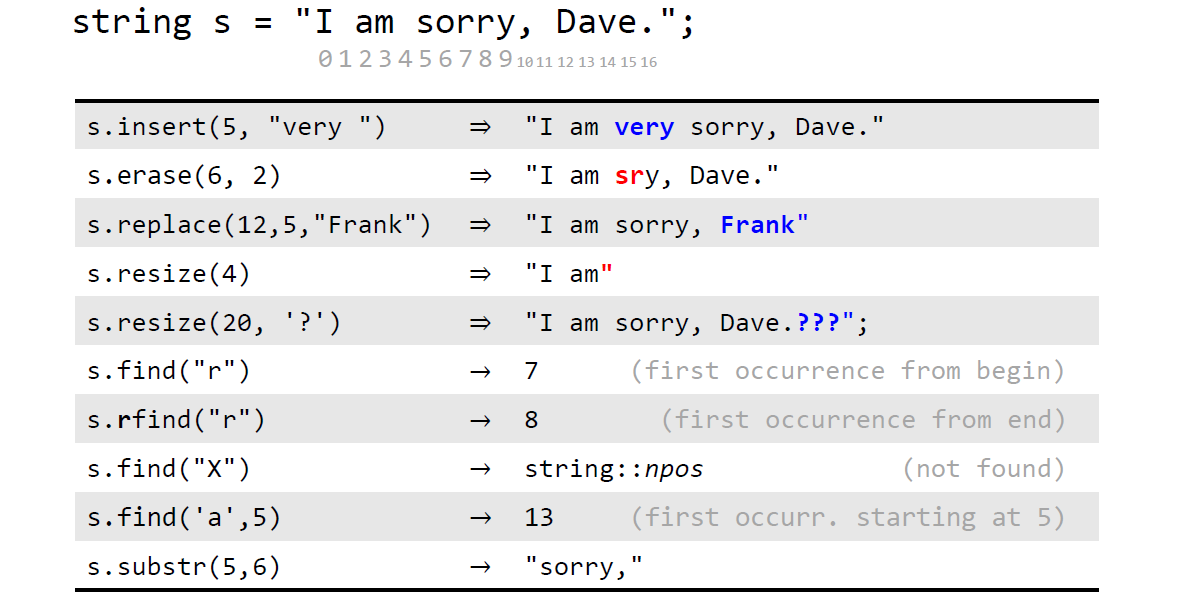 string s = "I am sorry, Dave.";
0 1 2 3 4 5 6 7 8 9 10 11 12 13 14 15 16
s.insert(5, "very ") ⇒ "I am very sorry, Dave."
s.erase(6, 2) ⇒ "I am sry, Dave."
s.replace(12,5,"Frank") ⇒ "I am sorry, Frank"
s.resize(4) ⇒ "I am"
s.resize(20, '?') ⇒ "I am sorry, Dave.???";
s.find("r") → 7 (first occurrence from begin)
s.rfind("r") → 8 (first occurrence from end)
s.find("X") → string::npos (not found)
s.find('a',5) → 13 (first occurr. starting at 5)
s.substr(5,6) → "sorry,"